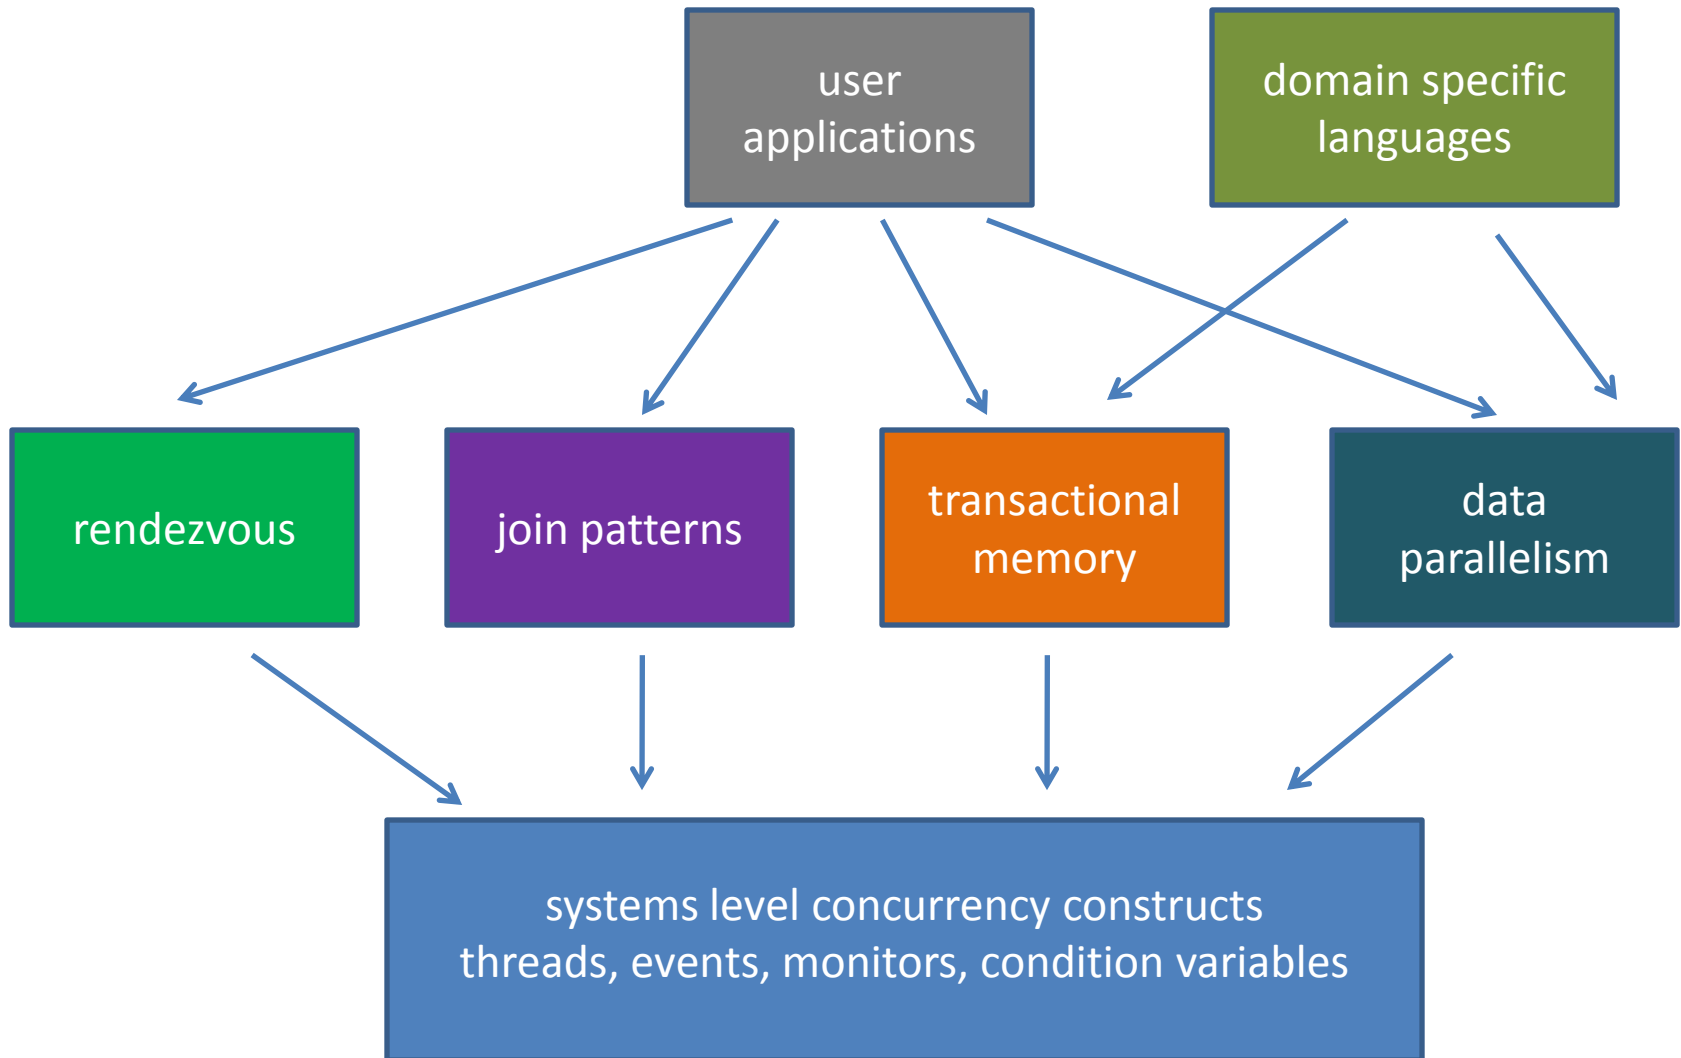 user
applications
domain specific
languages
rendezvous
join patterns
transactional
memory
data
parallelism
systems level concurrency constructs
threads, events, monitors, condition variables